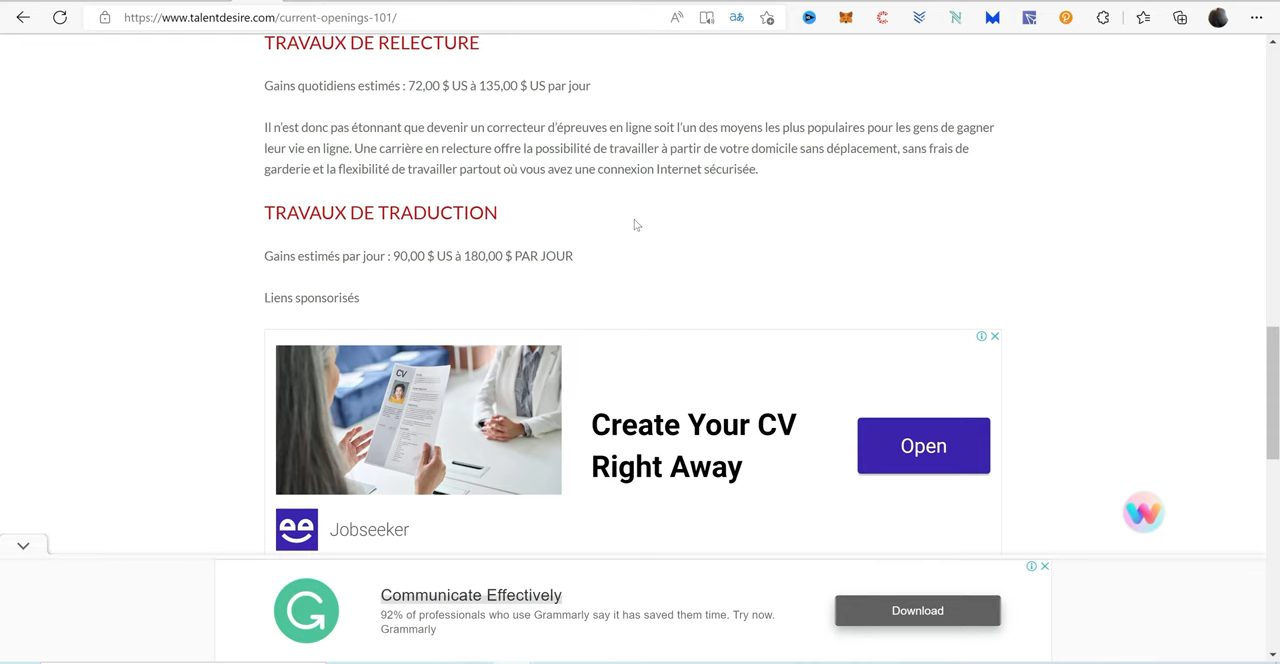 https://www.talentdesire.com/current-openings-101/
TRAVAUX DE RELECTURE
Gains quotidiens estimés : 72,00 $ US à 135,00 $ US par jour
Il n'est donc pas étonnant que devenir un correcteur d'épreuves en ligne soit l'un des moyens les plus populaires pour les gens de gagner
leur vie en ligne. Une carrière en relecture offre la possibilité de travailler à partir de votre domicile sans déplacement, sans frais de
garderie et la flexibilité de travailler partout où vous avez une connexion Internet sécurisée.
TRAVAUX DE TRADUCTION
Gains estimés par jour : 90,00 $ US à 180,00 $ PAR JOUR
Liens sponsorisés
CV
Create Your CV
Right Away
Open
Jobseeker
Communicate Effectively
92% of professionals who use Grammarly say it has saved them time. Try now.
Grammarly
Download